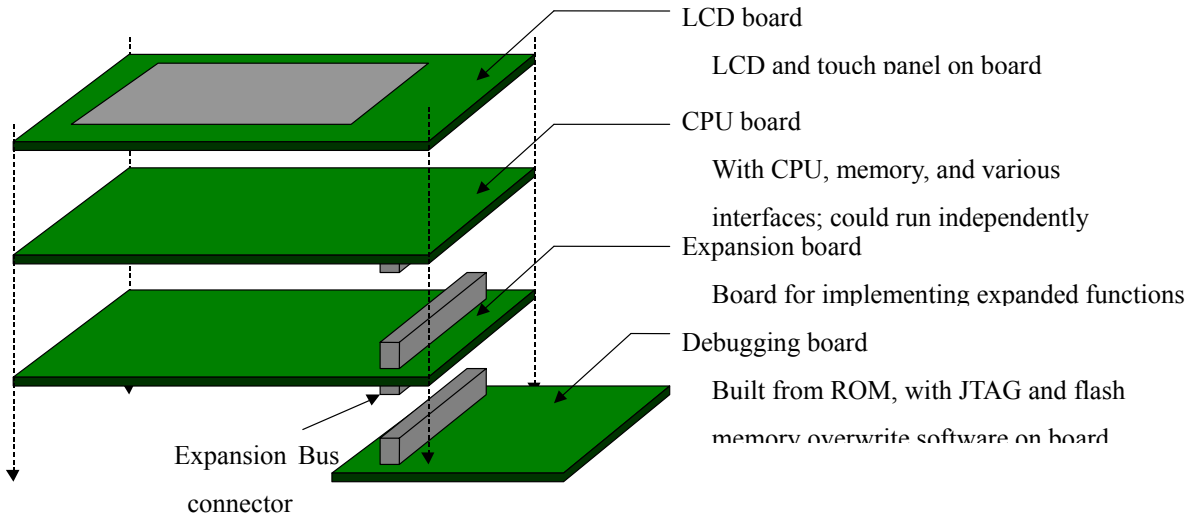 LCD board
LCD and touch panel on board
CPU board
With CPU, memory, and various
interfaces; could run independently
Expansion board
Board for implementing expanded functions
Debugging board
Built from ROM, with JTAG and flash
memory overwrite software on board
Expansion Bus
connector